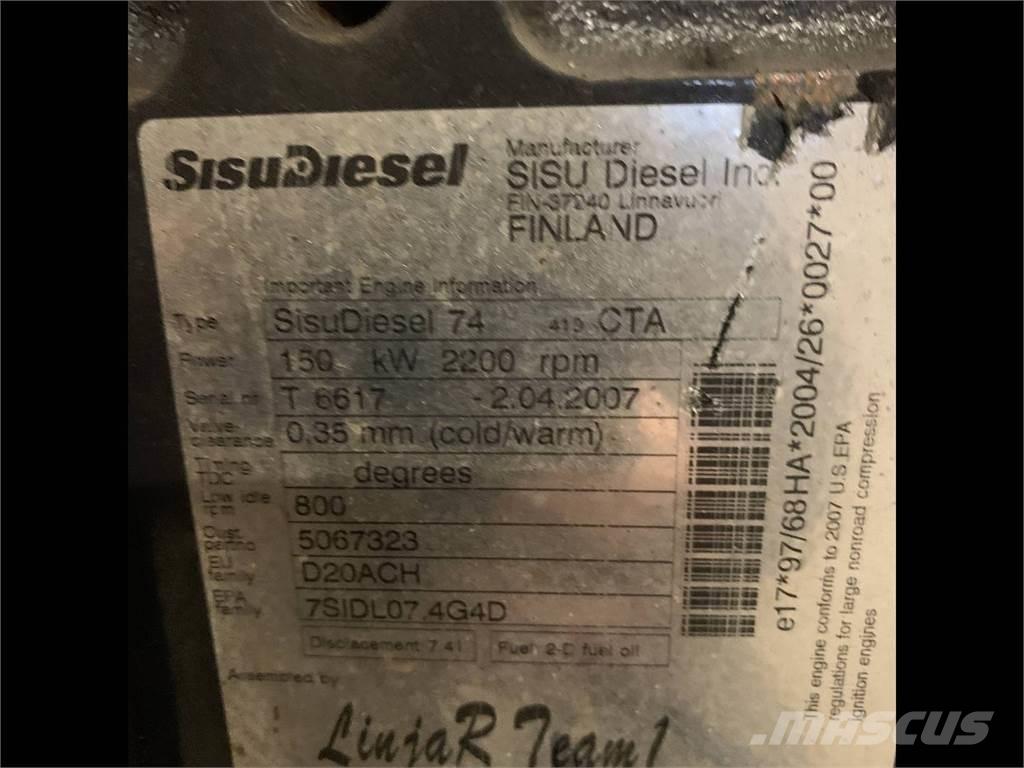 SisuDiesel
Manufacturer
SISU Diesel Inc.
FIN-37240 Linnavuori
FINLAND
Important Engine Information
Type SisuDiesel 74 CTA
Power 150 kW 2200 rpm
Serial nr T 6617 - 2.04.2007
Valve clearance 0,35 mm (cold/warm)
Timing TDC degrees
Low idle rpm 800
Cust. part no 5067323
EU family D20ACH
EPA family 7SIDL07.4G4D
Displacement 7.4 l Fuel 2-D fuel oil
Assembled by
LinjaR Team1
e17*97/68HA*2004/26*0027*00
This engine conforms to 2007 U.S EPA
regulations for large nonroad compression
ignition engines
MASCUS